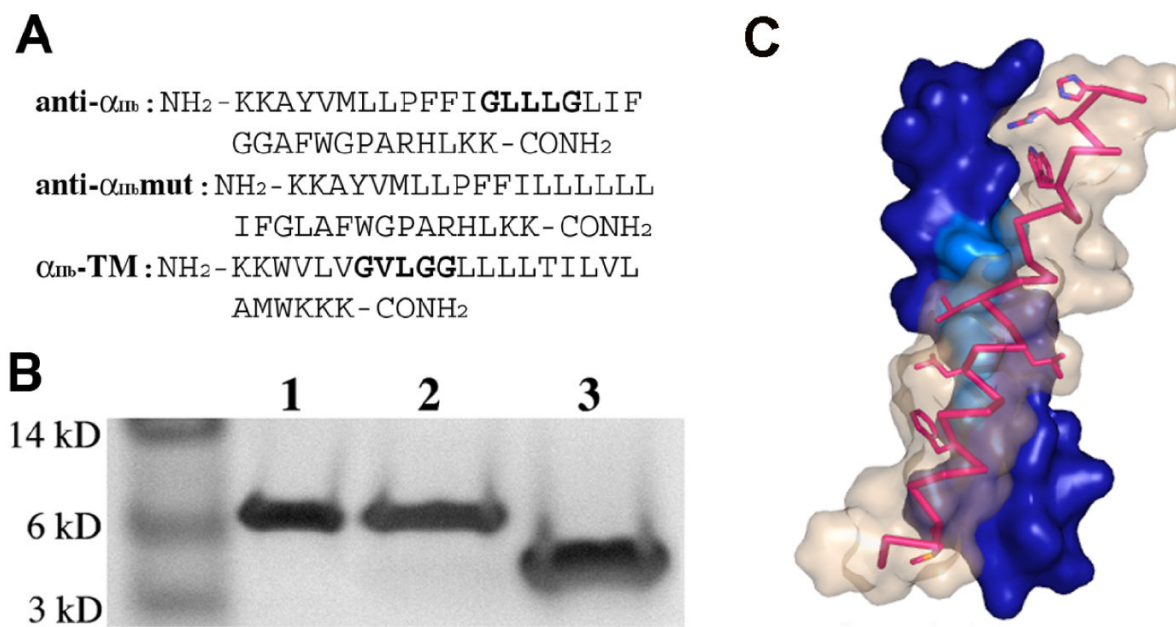 A
anti-αIIb : NH2-KKAYVMLLPFFIGLLLGLIF
GGAFWGPARHLKK-CONH2
anti-αIIbmut : NH2-KKAYVMLLPFFILLLLLL
IFGLAFWGPARHLKK-CONH2
αIIb-TM : NH2-KKWVLVGVLGGLLLLTILVL
AMWKKK-CONH2
B
1 2 3
14 kD
6 kD
3 kD
C